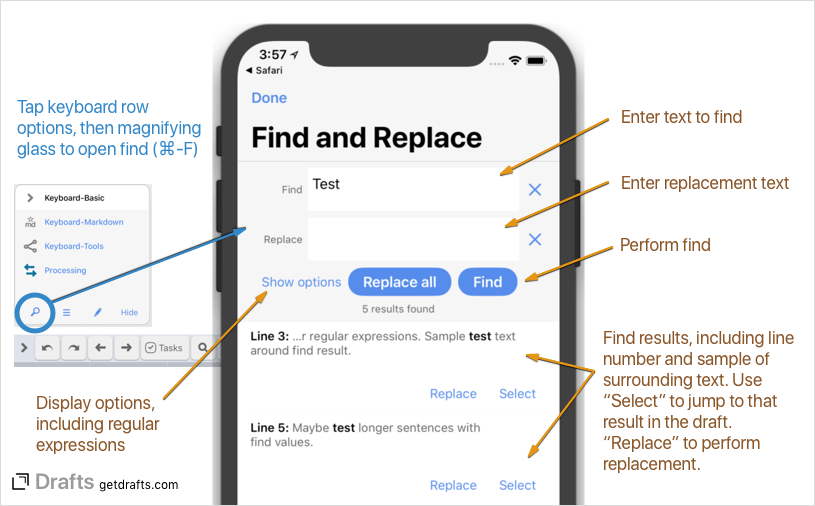 Tap keyboard row
options, then magnifying
glass to open find (⌘-F)
Keyboard-Basic
md
Keyboard-Markdown
Keyboard-Tools
Processing
Hide
Tasks
Display options,
including regular
expressions
Drafts getdrafts.com
3:57
Safari
Done
Find and Replace
Find Test
Replace
Show options Replace all Find
5 results found
Line 3: ...r regular expressions. Sample test text
around find result.
Replace Select
Line 5: Maybe test longer sentences with
find values.
Replace Select
Enter text to find
Enter replacement text
Perform find
Find results, including line
number and sample of
surrounding text. Use
“Select” to jump to that
result in the draft.
“Replace” to perform
replacement.